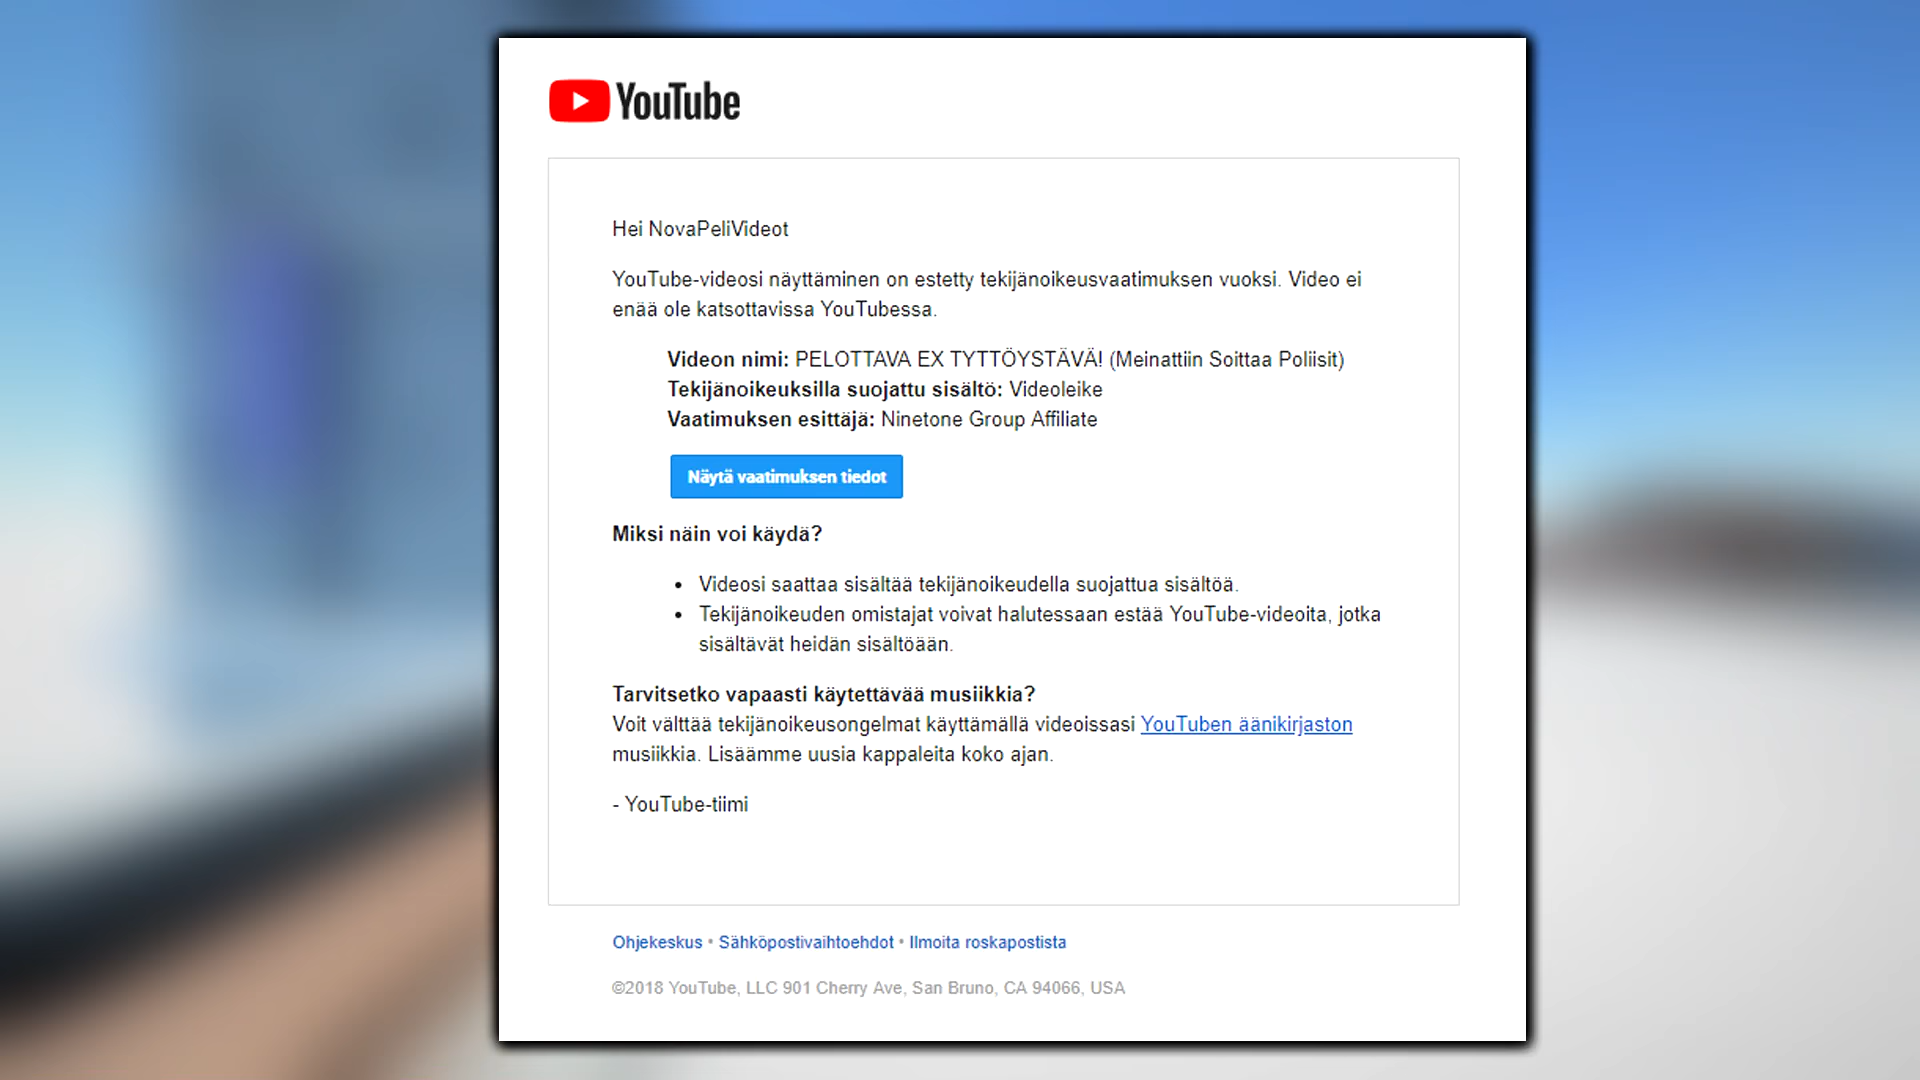 YouTube
Hei NovaPeliVideot
YouTube-videosi näyttäminen on estetty tekijänoikeusvaatimuksen vuoksi. Video ei
enää ole katsottavissa YouTubessa.
Videon nimi: PELOTTAVA EX TYTTÖYSTÄVÄ! (Meinattiin Soittaa Poliisit)
Tekijänoikeuksilla suojattu sisältö: Videoleike
Vaatimuksen esittäjä: Ninetone Group Affiliate
Näytä vaatimuksen tiedot
Miksi näin voi käydä?
• Videosi saattaa sisältää tekijänoikeudella suojattua sisältöä.
• Tekijänoikeuden omistajat voivat halutessaan estää YouTube-videoita, jotka
sisältävät heidän sisältöään.
Tarvitsetko vapaasti käytettävää musiikkia?
Voit välttää tekijänoikeusongelmat käyttämällä videoissasi YouTuben äänikirjaston
musiikkia. Lisäämme uusia kappaleita koko ajan.
- YouTube-tiimi
Ohjekeskus • Sähköpostivaihtoehdot • Ilmoita roskapostista
©2018 YouTube, LLC 901 Cherry Ave, San Bruno, CA 94066, USA